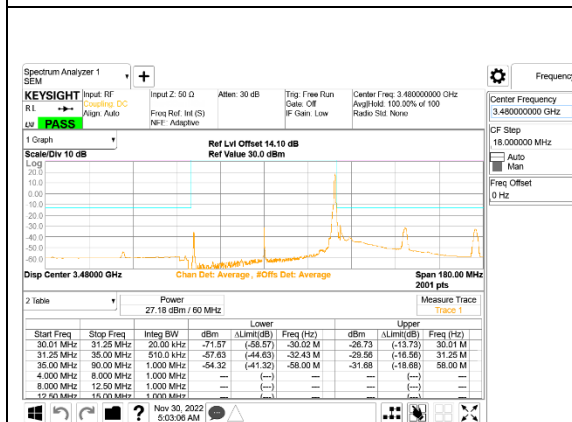 Spectrum Analyzer 1
SEM
Frequency
KEYSIGHT Input: RF Input Z: 50 Ω Atten: 30 dB Trig: Free Run Center Freq: 3.480000000 GHz
RL Coupling: DC Gate: Off Avg|Hold: 100.00% of 100
Align: Auto Freq Ref: Int (S) IF Gain: Low Radio Std: None
PASS NFE: Adaptive
Center Frequency
3.480000000 GHz
CF Step
18.000000 MHz
Auto
Man
Freq Offset
0 Hz
1 Graph
Ref Lvl Offset 14.10 dB
Scale/Div 10 dB Ref Value 30.0 dBm
Log
20.0
10.0
0.00
-10.0
-20.0
-30.0
-40.0
-50.0
-60.0
Disp Center 3.48000 GHz Chan Det: Average , #Offs Det: Average Span 180.00 MHz
2001 pts
2 Table Power Measure Trace
27.18 dBm / 60 MHz Trace 1
Lower Upper
Start Freq Stop Freq Integ BW dBm ΔLimit(dB) Freq (Hz) dBm ΔLimit(dB) Freq (Hz)
30.01 MHz 31.25 MHz 20.00 kHz -71.57 (-58.57) -30.02 M -26.73 (-13.73) 30.01 M
31.25 MHz 35.00 MHz 510.0 kHz -57.63 (-44.63) -32.43 M -29.56 (-16.56) 31.25 M
35.00 MHz 90.00 MHz 1.000 MHz -54.32 (-41.32) -58.00 M -31.68 (-18.68) 58.00 M
4.000 MHz 8.000 MHz 1.000 MHz --- (---) --- --- (---) ---
8.000 MHz 12.50 MHz 1.000 MHz --- (---) --- --- (---) ---
12.50 MHz 15.00 MHz 1.000 MHz --- (---) --- --- (---) ---
Nov 30, 2022
5:03:06 AM